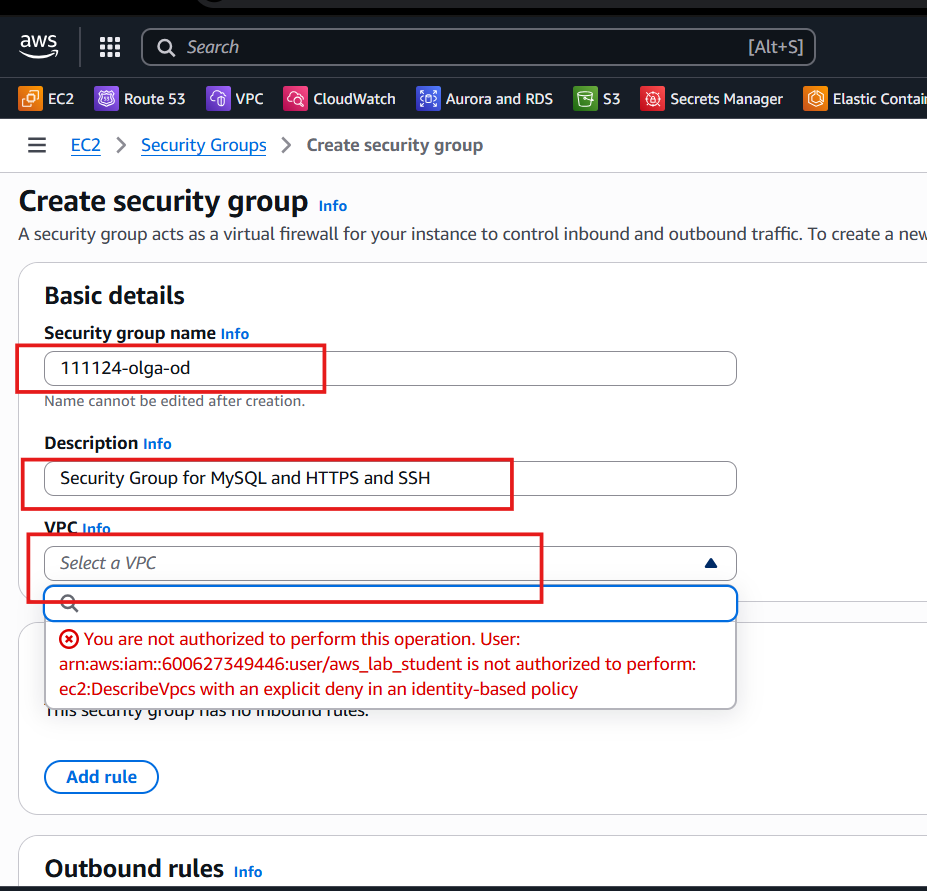 aws
Search [Alt+S]
EC2 Route 53 VPC CloudWatch Aurora and RDS S3 Secrets Manager Elastic Contain
EC2 > Security Groups > Create security group
Create security group Info
A security group acts as a virtual firewall for your instance to control inbound and outbound traffic. To create a new
Basic details
Security group name Info
111124-olga-od
Name cannot be edited after creation.
Description Info
Security Group for MySQL and HTTPS and SSH
VPC Info
Select a VPC
You are not authorized to perform this operation. User:
arn:aws:iam::600627349446:user/aws_lab_student is not authorized to perform:
ec2:DescribeVpcs with an explicit deny in an identity-based policy
This security group has no inbound rules.
Add rule
Outbound rules Info